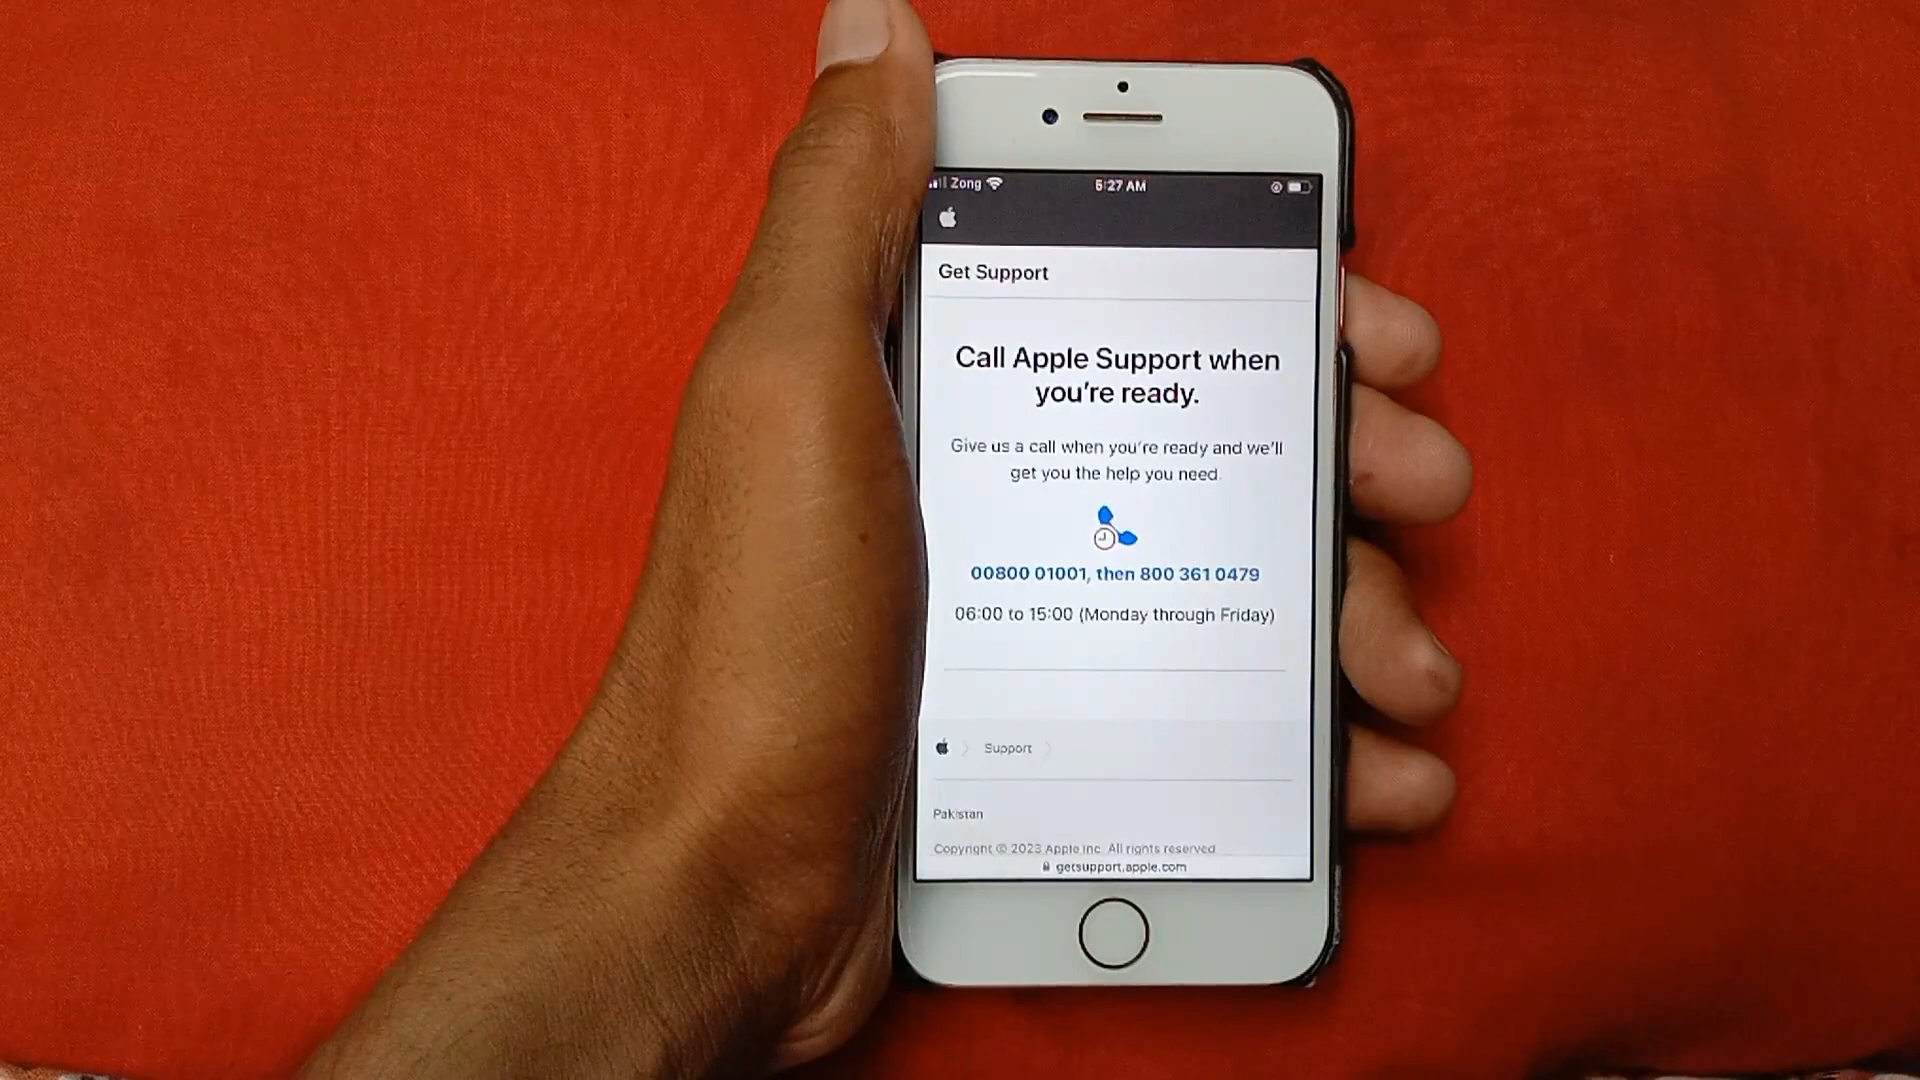 Zong
5:27 AM
Get Support
Call Apple Support when
you're ready.
Give us a call when you're ready and we'll
get you the help you need.
00800 01001, then 800 361 0479
06:00 to 15:00 (Monday through Friday)
Support
Pakistan
Copyright © 2023 Apple Inc. All rights reserved
getsupport.apple.com